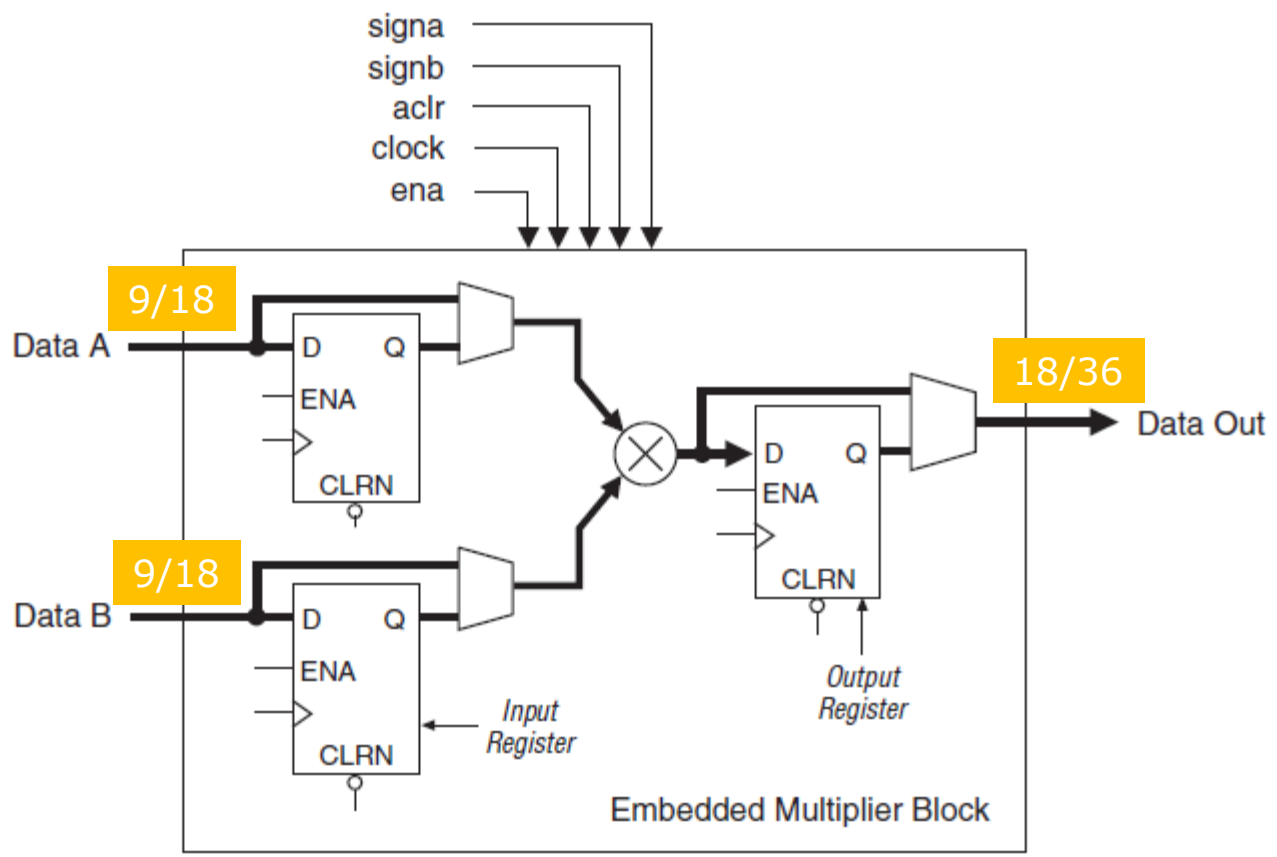 signa
signb
aclr
clock
ena
9/18
Data A
D Q
ENA
CLRN
18/36
Data Out
D Q
ENA
CLRN
Output
Register
9/18
Data B
D Q
ENA
CLRN
Input
Register
Embedded Multiplier Block